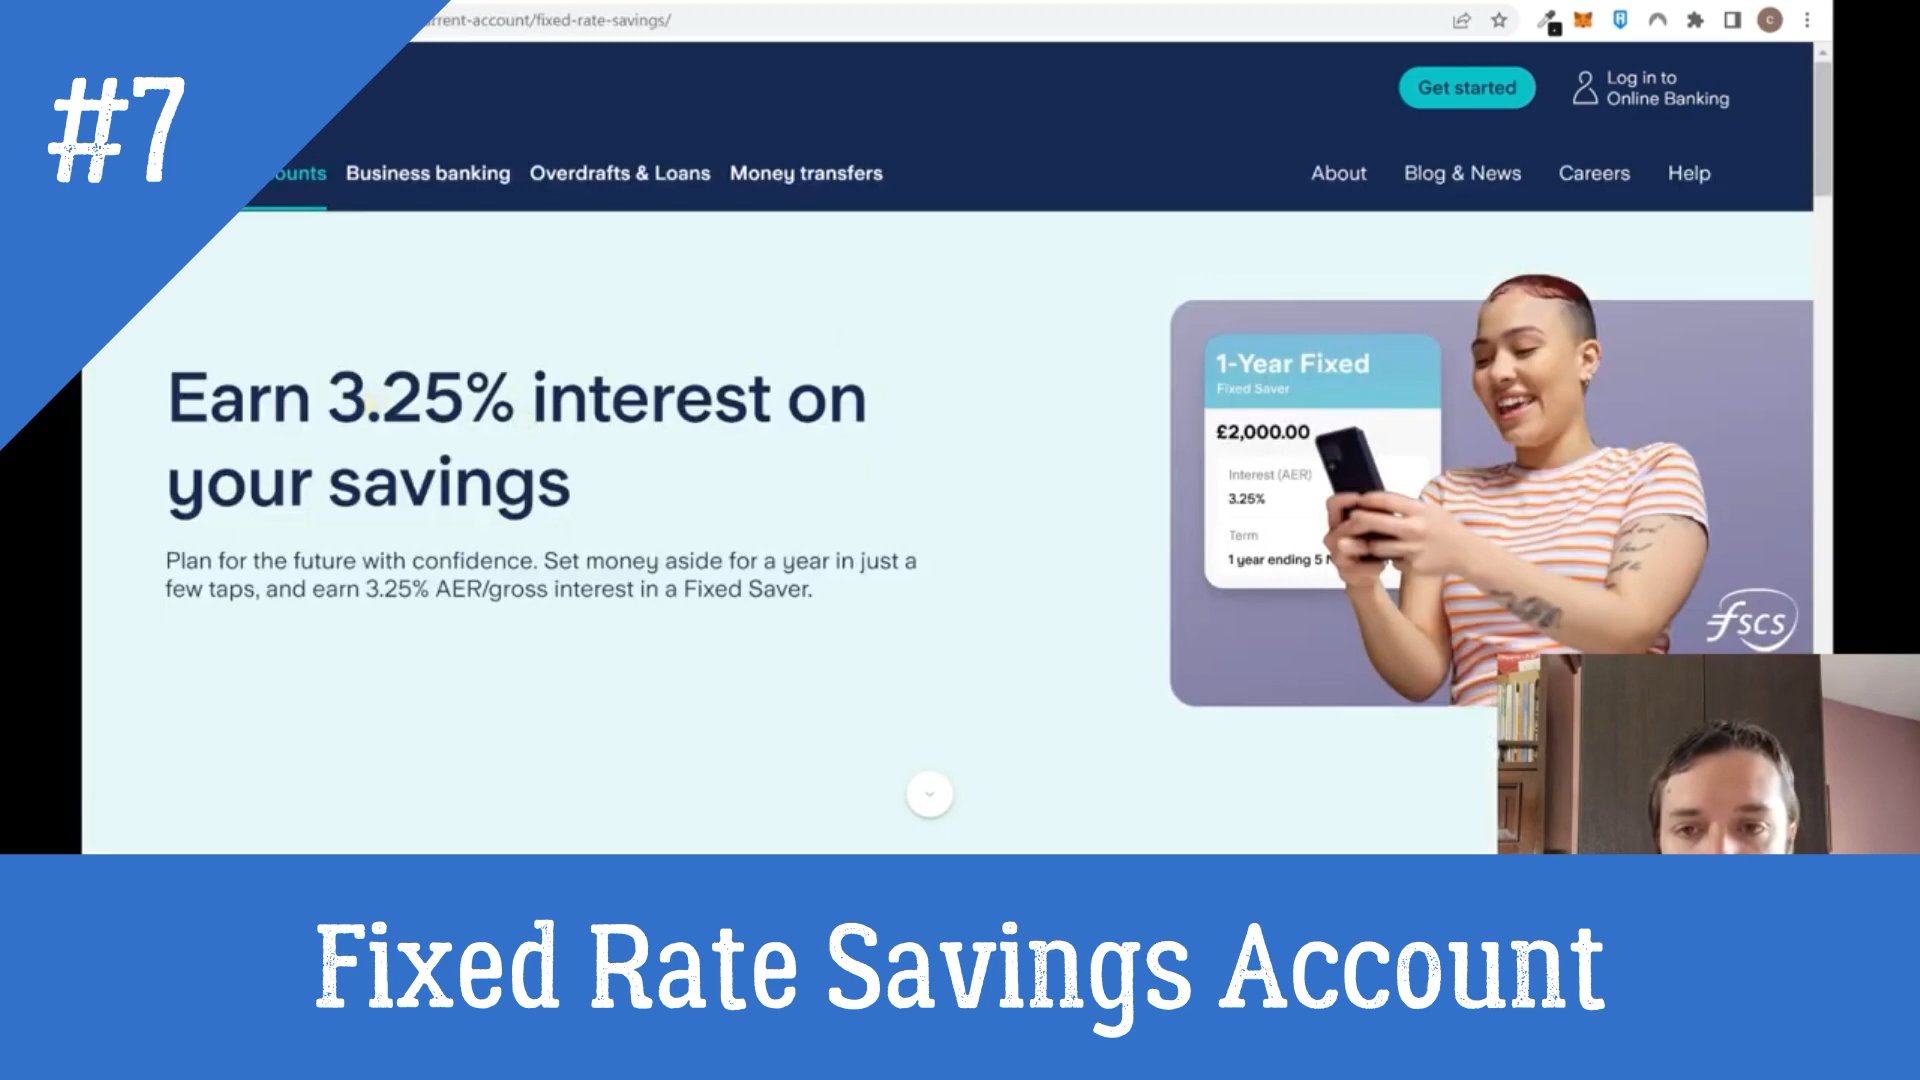 #7
rrent-account/fixed-rate-savings/
C
Get started
Log in to
Online Banking
ounts
Business banking
Overdrafts & Loans
Money transfers
About
Blog & News
Careers
Help
Earn 3.25% interest on
your savings
Plan for the future with confidence. Set money aside for a year in just a
few taps, and earn 3.25% AER/gross interest in a Fixed Saver.
1-Year Fixed
Fixed Saver
£2,000.00
Interest (AER)
3.25%
Term
1 year ending 5
fscs
Fixed Rate Savings Account